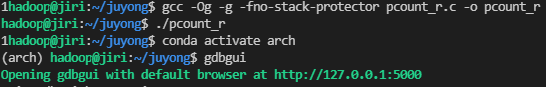 1hadoop@jiri:~/juyong$ gcc -Og -g -fno-stack-protector pcount_r.c -o pcount_r
hadoop@jiri:~/juyong$ ./pcount_r
1hadoop@jiri:~/juyong$ conda activate arch
(arch) hadoop@jiri:~/juyong$ gdbgui
Opening gdbgui with default browser at http://127.0.0.1:5000